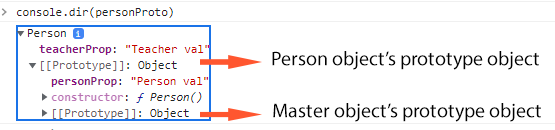 > console.dir(personProto)
▼Person i
teacherProp: "Teacher val"
▼[[Prototype]]: Object
Person object's prototype object
personProp: "Person val"
▶constructor: ƒ Person()
▶[[Prototype]]: Object
Master object's prototype object